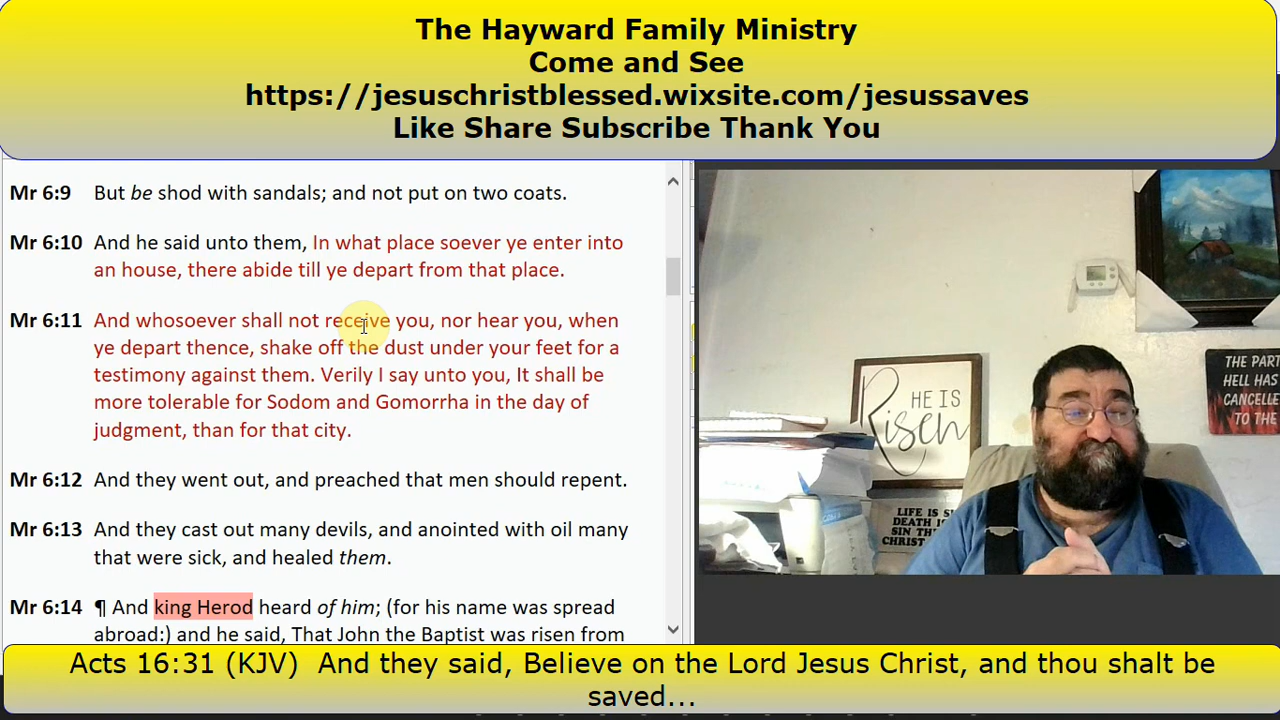 The Hayward Family Ministry
Come and See
https://jesuschristblessed.wixsite.com/jesussaves
Like Share Subscribe Thank You
Mr 6:9 But be shod with sandals; and not put on two coats.
Mr 6:10 And he said unto them, In what place soever ye enter into
an house, there abide till ye depart from that place.
Mr 6:11 And whosoever shall not receive you, nor hear you, when
ye depart thence, shake off the dust under your feet for a
testimony against them. Verily I say unto you, It shall be
more tolerable for Sodom and Gomorrha in the day of
judgment, than for that city.
Mr 6:12 And they went out, and preached that men should repent.
Mr 6:13 And they cast out many devils, and anointed with oil many
that were sick, and healed them.
Mr 6:14 ¶ And king Herod heard of him; (for his name was spread
abroad:) and he said, That John the Baptist was risen from
HE IS
Risen
THE PART
HELL HAS
CANCELLE
TO THE
LIFE IS
DEATH
SIN TH
CHRIST
Acts 16:31 (KJV) And they said, Believe on the Lord Jesus Christ, and thou shalt be
saved...